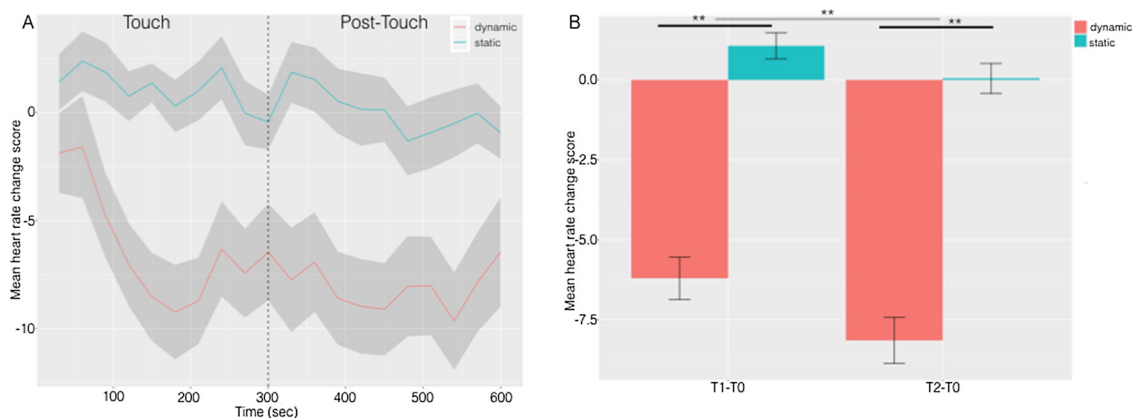 A
Touch
Post-Touch
dynamic
static
Mean heart rate change score
0
-5
-10
100
200
300
400
500
600
Time (sec)
B
**
**
**
dynamic
static
Mean heart rate change score
0.0
-2.5
-5.0
-7.5
T1-T0
T2-T0